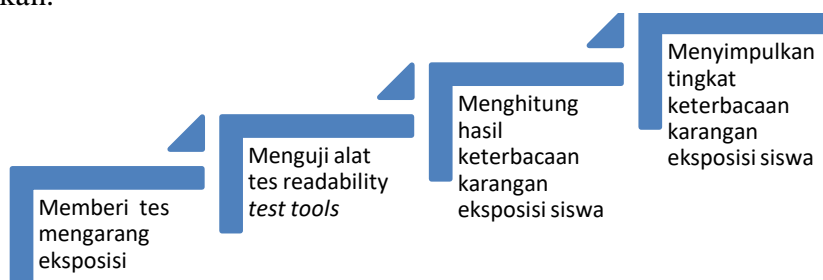 Memberi tes
mengarang
eksposisi
Menguji alat
tes readability
test tools
Menghitung
hasil
keterbacaan
karangan
eksposisi siswa
Menyimpulkan
tingkat
keterbacaan
karangan
eksposisi siswa